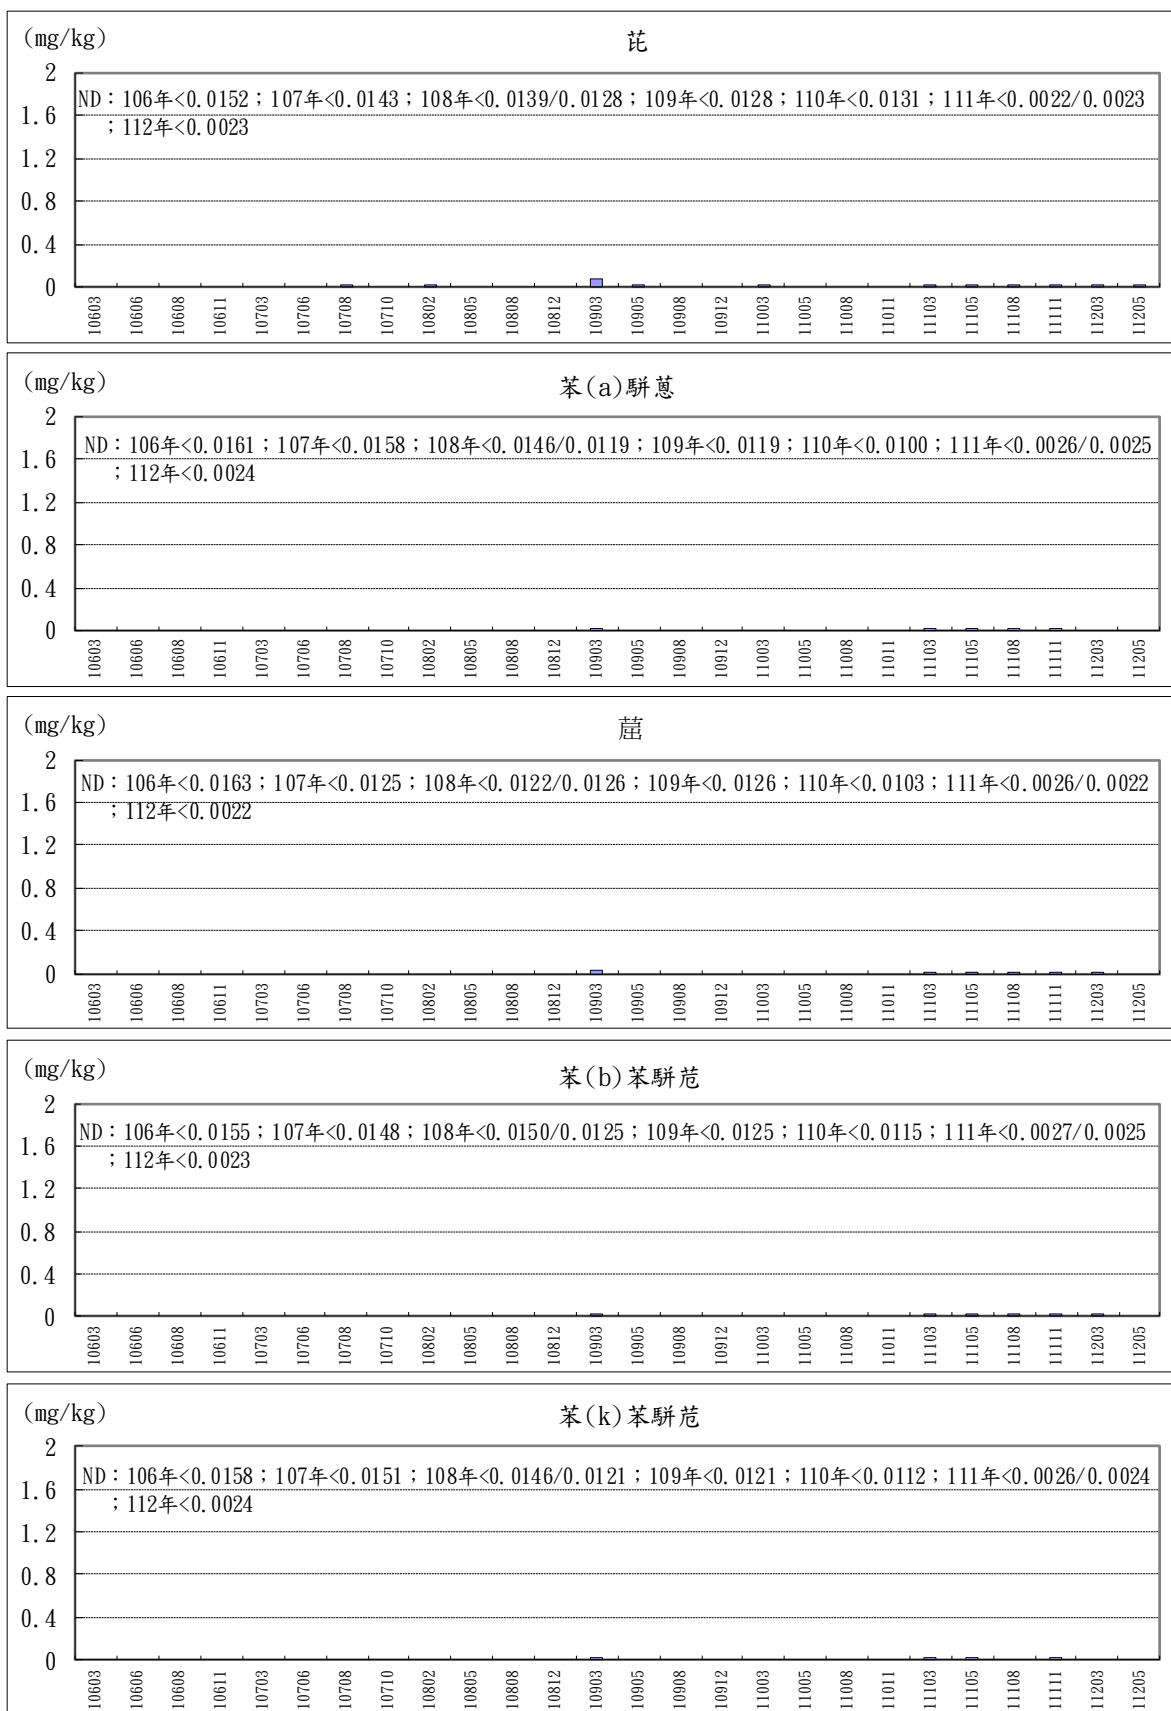 (mg/kg)
芘
2
ND：106年<0.0152；107年<0.0143；108年<0.0139/0.0128；109年<0.0128；110年<0.0131；111年<0.0022/0.0023
1.6
；112年<0.0023
1.2
0.8
0.4
0
10603 10606 10608 10611 10703 10706 10708 10710 10802 10805 10808 10812 10903 10905 10908 10912 11003 11005 11008 11011 11103 11105 11108 11111 11203 11205
(mg/kg)
苯(a)駢蒽
2
ND：106年<0.0161；107年<0.0158；108年<0.0146/0.0119；109年<0.0119；110年<0.0100；111年<0.0026/0.0025
1.6
；112年<0.0024
1.2
0.8
0.4
0
10603 10606 10608 10611 10703 10706 10708 10710 10802 10805 10808 10812 10903 10905 10908 10912 11003 11005 11008 11011 11103 11105 11108 11111 11203 11205
(mg/kg)
䓛
2
ND：106年<0.0163；107年<0.0125；108年<0.0122/0.0126；109年<0.0126；110年<0.0103；111年<0.0026/0.0022
1.6
；112年<0.0022
1.2
0.8
0.4
0
10603 10606 10608 10611 10703 10706 10708 10710 10802 10805 10808 10812 10903 10905 10908 10912 11003 11005 11008 11011 11103 11105 11108 11111 11203 11205
(mg/kg)
苯(b)苯駢苊
2
ND：106年<0.0155；107年<0.0148；108年<0.0150/0.0125；109年<0.0125；110年<0.0115；111年<0.0027/0.0025
1.6
；112年<0.0023
1.2
0.8
0.4
0
10603 10606 10608 10611 10703 10706 10708 10710 10802 10805 10808 10812 10903 10905 10908 10912 11003 11005 11008 11011 11103 11105 11108 11111 11203 11205
(mg/kg)
苯(k)苯駢苊
2
ND：106年<0.0158；107年<0.0151；108年<0.0146/0.0121；109年<0.0121；110年<0.0112；111年<0.0026/0.0024
1.6
；112年<0.0024
1.2
0.8
0.4
0
10603 10606 10608 10611 10703 10706 10708 10710 10802 10805 10808 10812 10903 10905 10908 10912 11003 11005 11008 11011 11103 11105 11108 11111 11203 11205